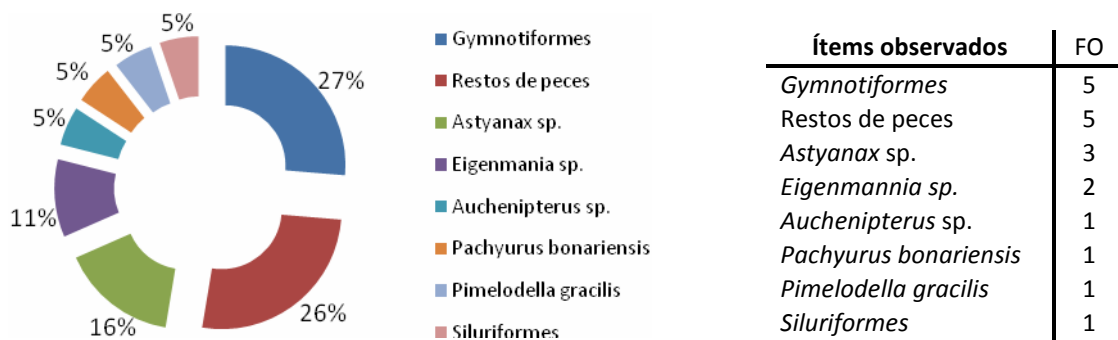 5%
5%
5%
5%
11%
16%
26%
27%
Gymnotiformes
Restos de peces
Astyanax sp.
Eigenmania sp.
Auchenipterus sp.
Pachyurus bonariensis
Pimelodella gracilis
Siluriformes
Ítems observados FO
Gymnotiformes 5
Restos de peces 5
Astyanax sp. 3
Eigenmannia sp. 2
Auchenipterus sp. 1
Pachyurus bonariensis 1
Pimelodella gracilis 1
Siluriformes 1